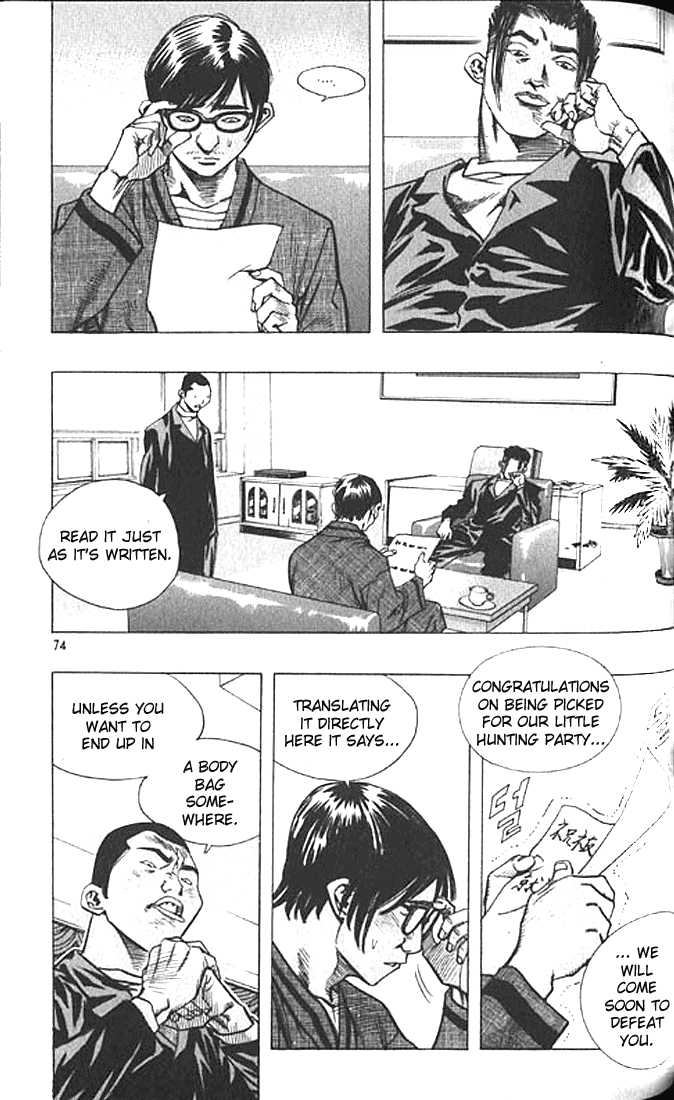 ...
READ IT JUST
AS IT'S WRITTEN.
74
UNLESS YOU
WANT TO
END UP IN
A BODY
BAG
SOME-
WHERE.
TRANSLATING
IT DIRECTLY
HERE IT SAYS...
CONGRATULATIONS
ON BEING PICKED
FOR OUR LITTLE
HUNTING PARTY...
덜
... WE
WILL
COME
SOON TO
DEFEAT
YOU.